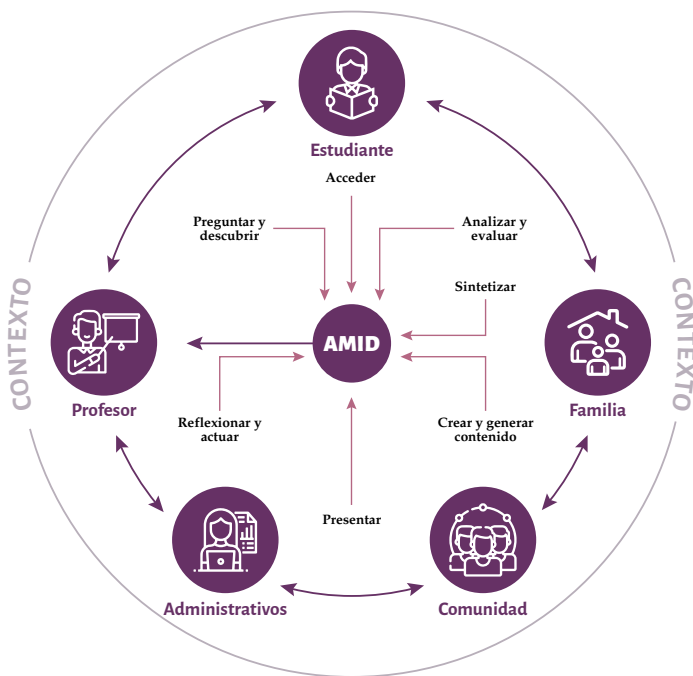 Estudiante
Acceder
Preguntar y
descubrir
Analizar y
evaluar
Sintetizar
CONTEXTO
CONTEXTO
AMID
Profesor
Familia
Reflexionar y
actuar
Crear y generar
contenido
Presentar
Administrativos
Comunidad